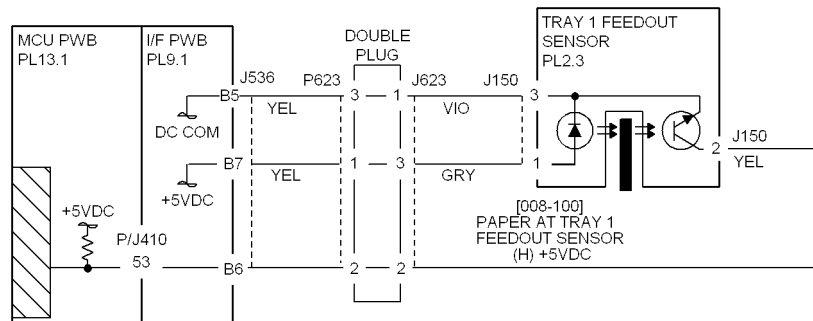 MCU PWB
PL13.1
I/F PWB
PL9.1
J536
P623
DOUBLE
PLUG
J623
J150
TRAY 1 FEEDOUT
SENSOR
PL2.3
B5
YEL
3
1
VIO
3
DC COM
2
J150
YEL
B7
YEL
1
3
GRY
1
+5VDC
+5VDC
P/J410
53
B6
2
2
[008-100]
PAPER AT TRAY 1
FEEDOUT SENSOR
(H) +5VDC